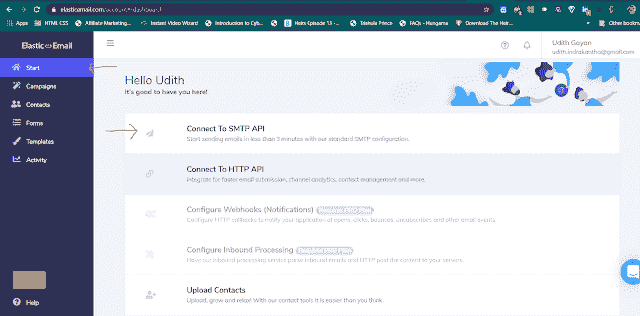 elasticemail.com/account#/dashboard
Apps HTML CSS Affiliate Marketing... Instant Video Wizard Introduction to Cyb... Heirs Episode 13 - ... Trishula Prince FAQs - Hungama Download The Heir... Other bookm
Elastic Email
Udith Gayan
udith.indrakantha@gmail.com
Start
Hello Udith
It's good to have you here!
Campaigns
Contacts
Forms
Templates
Activity
Connect To SMTP API
Start sending emails in less than 3 minutes with our standard SMTP configuration.
Connect To HTTP API
Integrate for faster email submission, channel analytics, contact management and more.
Configure Webhooks (Notifications)
Configure HTTP callbacks to notify your application of opens, clicks, bounces, unsubscribes and other email events.
Configure Inbound Processing
Have our inbound processing service parse inbound emails and HTTP post the content to your servers.
Upload Contacts
Upload, grow and relax! With our contact tools it is easier than you think.
Help